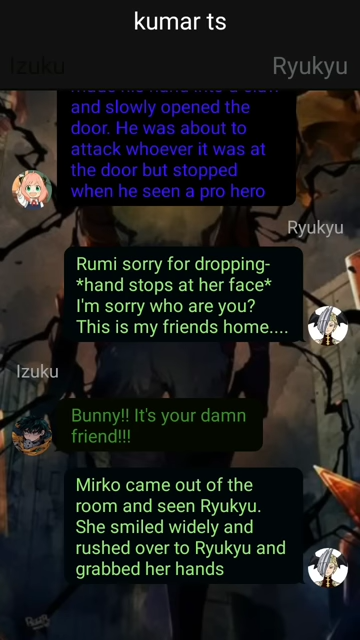 kumar ts
Izuku
Ryukyu
and slowly opened the
door. He was about to
attack whoever it was at
the door but stopped
when he seen a pro hero
Ryukyu
Rumi sorry for dropping-
*hand stops at her face*
I'm sorry who are you?
This is my friends home....
Izuku
Bunny!! It's your damn
friend!!!
Mirko came out of the
room and seen Ryukyu.
She smiled widely and
rushed over to Ryukyu and
grabbed her hands